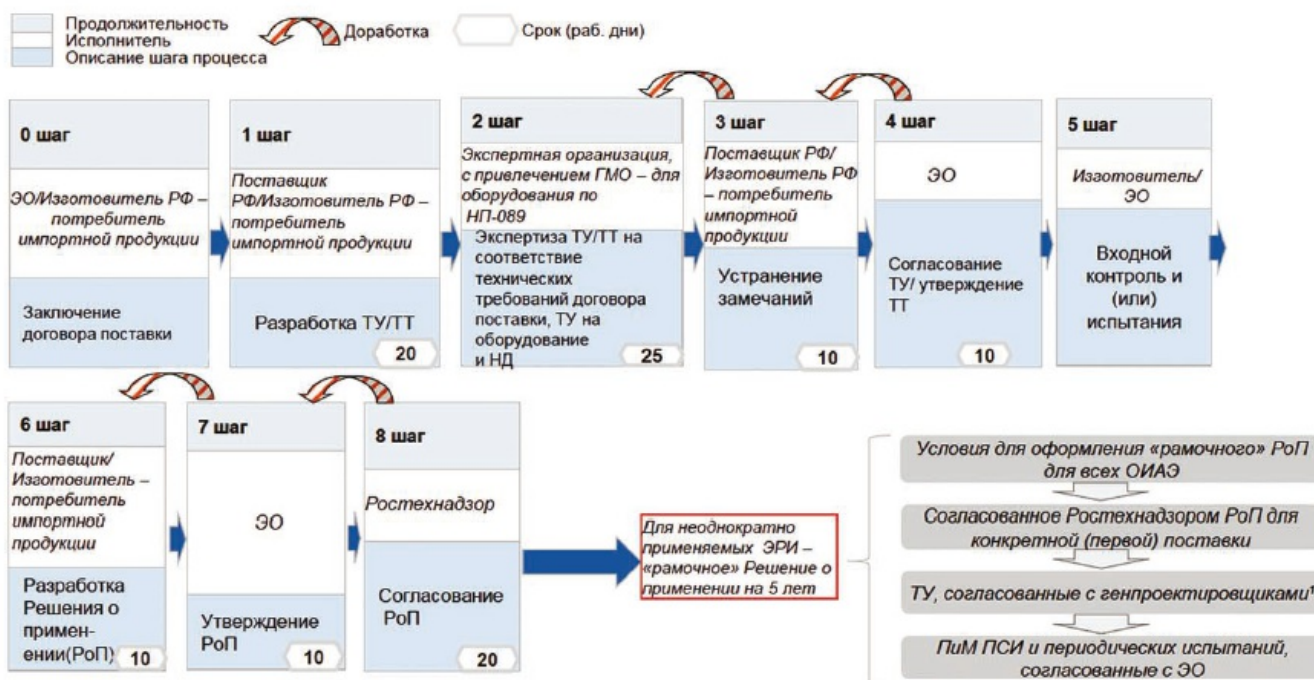 Продолжительность
Исполнитель
Описание шага процесса
Доработка
Срок (раб. дни)
0 шаг
ЭО/Изготовитель РФ –
потребитель
импортной продукции
Заключение
договора поставки
1 шаг
Поставщик
РФ/Изготовитель РФ –
потребитель
импортной продукции
Разработка ТУ/ТТ
20
2 шаг
Экспертная организация,
с привлечением ГМО – для
оборудования по
НП-089
Экспертиза ТУ/ТТ на
соответствие
технических
требований договора
поставки, ТУ на
оборудование
и НД
25
3 шаг
Поставщик РФ/
Изготовитель РФ
– потребитель
импортной
продукции
Устранение
замечаний
10
4 шаг
ЭО
Согласование
ТУ/ утверждение
ТТ
10
5 шаг
Изготовитель/
ЭО
Входной
контроль и
(или)
испытания
6 шаг
Поставщик/
Изготовитель –
потребитель
импортной
продукции
Разработка
Решения о
примен-
ении(РоП)
10
7 шаг
ЭО
Утверждение
РоП
10
8 шаг
Ростехнадзор
Согласование
РоП
20
Для неоднократно
применяемых ЭРИ –
«рамочное» Решение о
применении на 5 лет
Условия для оформления «рамочного» РоП
для всех ОИАЭ
Согласованное Ростехнадзором РоП для
конкретной (первой) поставки
ТУ, согласованные с генпроектировщиками¹
ПиМ ПСИ и периодических испытаний,
согласованные с ЭО